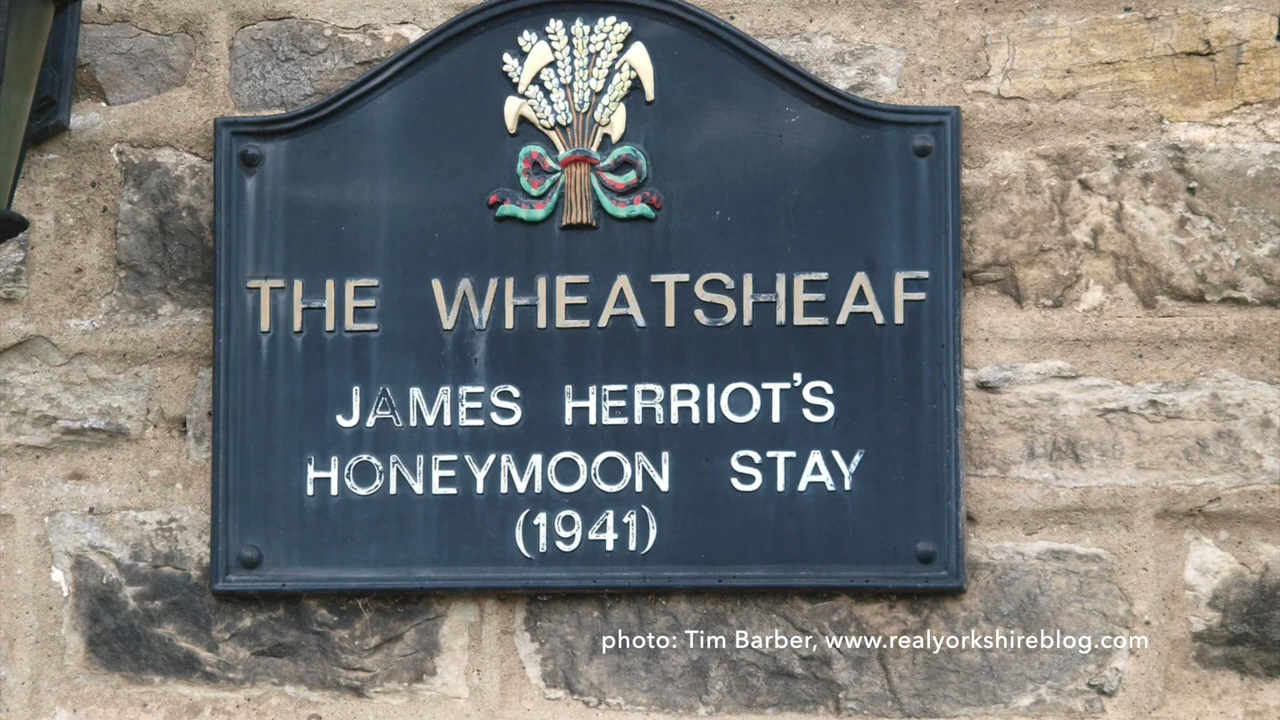 THE WHEATSHEAF
JAMES HERRIOT'S
HONEYMOON STAY
(1941)
photo: Tim Barber, www.realyorkshireblog.com